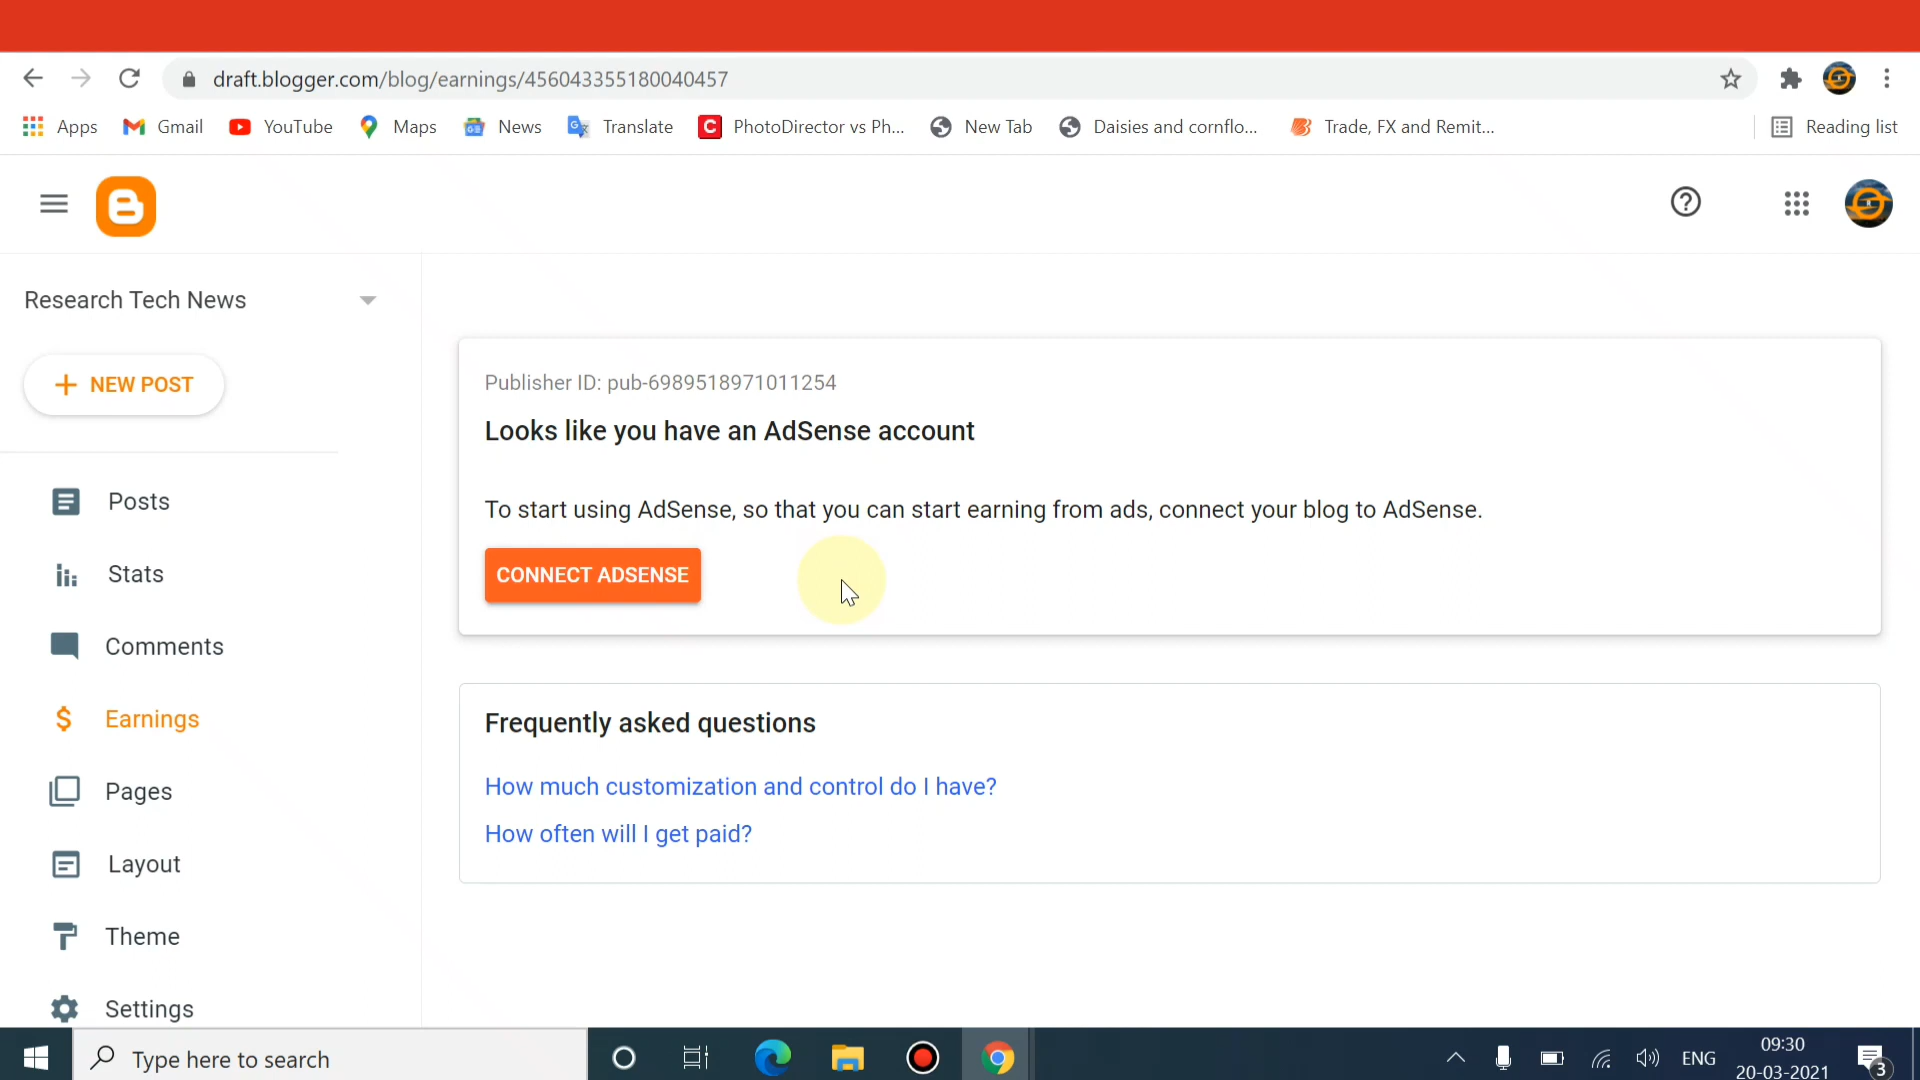 draft.blogger.com/blog/earnings/456043355180040457
Apps Gmail YouTube Maps News Translate PhotoDirector vs Ph... New Tab Daisies and cornflo... Trade, FX and Remit... Reading list
Research Tech News
NEW POST
Posts
Stats
Comments
Earnings
Pages
Layout
Theme
Settings
Publisher ID: pub-6989518971011254
Looks like you have an AdSense account
To start using AdSense, so that you can start earning from ads, connect your blog to AdSense.
CONNECT ADSENSE
Frequently asked questions
How much customization and control do I have?
How often will I get paid?
Type here to search
ENG
09:30
20-03-2021
3